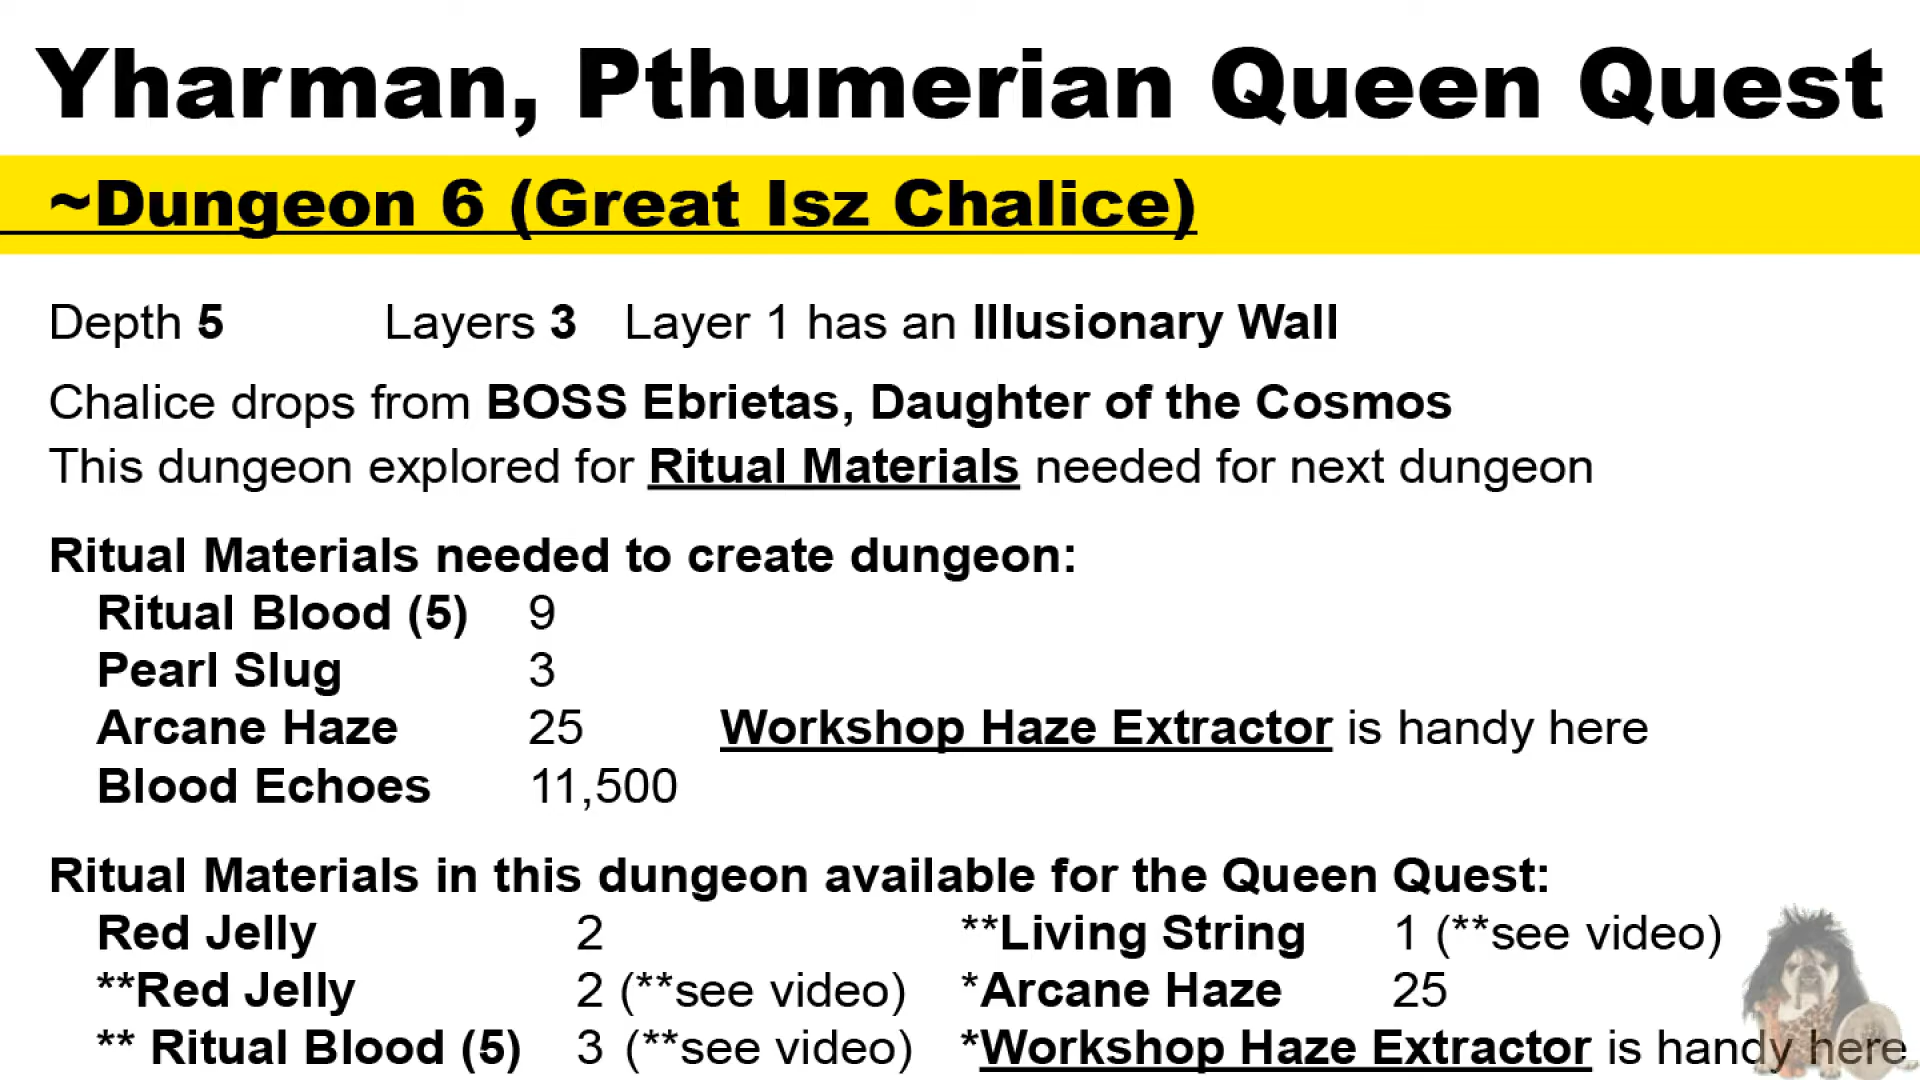 Yharman, Pthumerian Queen Quest
~Dungeon 6 (Great Isz Chalice)
Depth 5 Layers 3 Layer 1 has an Illusionary Wall
Chalice drops from BOSS Ebrietas, Daughter of the Cosmos
This dungeon explored for Ritual Materials needed for next dungeon
Ritual Materials needed to create dungeon:
Ritual Blood (5) 9
Pearl Slug 3
Arcane Haze 25 Workshop Haze Extractor is handy here
Blood Echoes 11,500
Ritual Materials in this dungeon available for the Queen Quest:
Red Jelly 2 **Living String 1 (**see video)
**Red Jelly 2 (**see video) *Arcane Haze 25
** Ritual Blood (5) 3 (**see video) *Workshop Haze Extractor is handy here